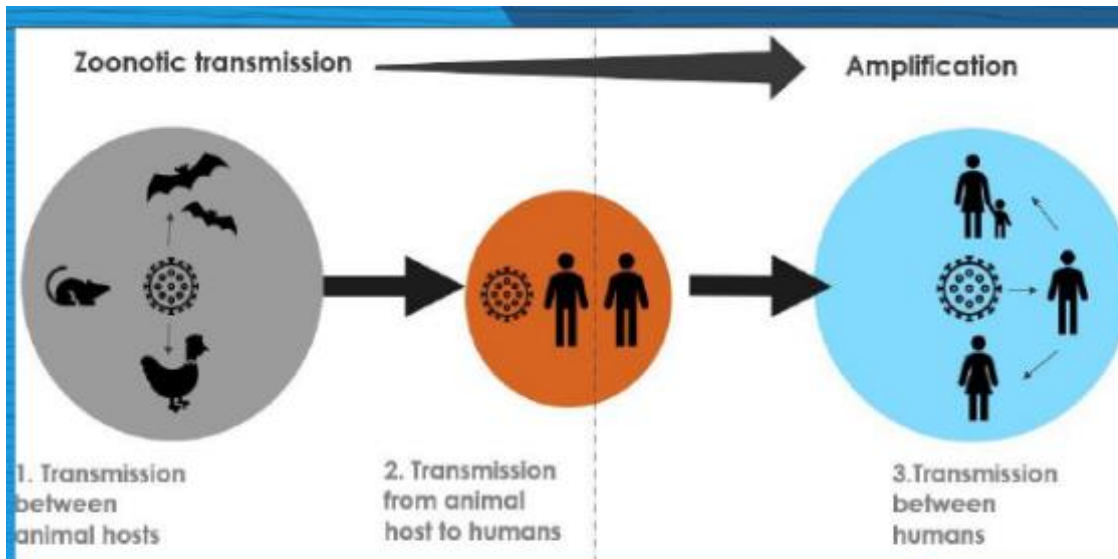 Zoonotic transmission
Amplification
1. Transmission
between
animal hosts
2. Transmission
from animal
host to humans
3.Transmission
between
humans